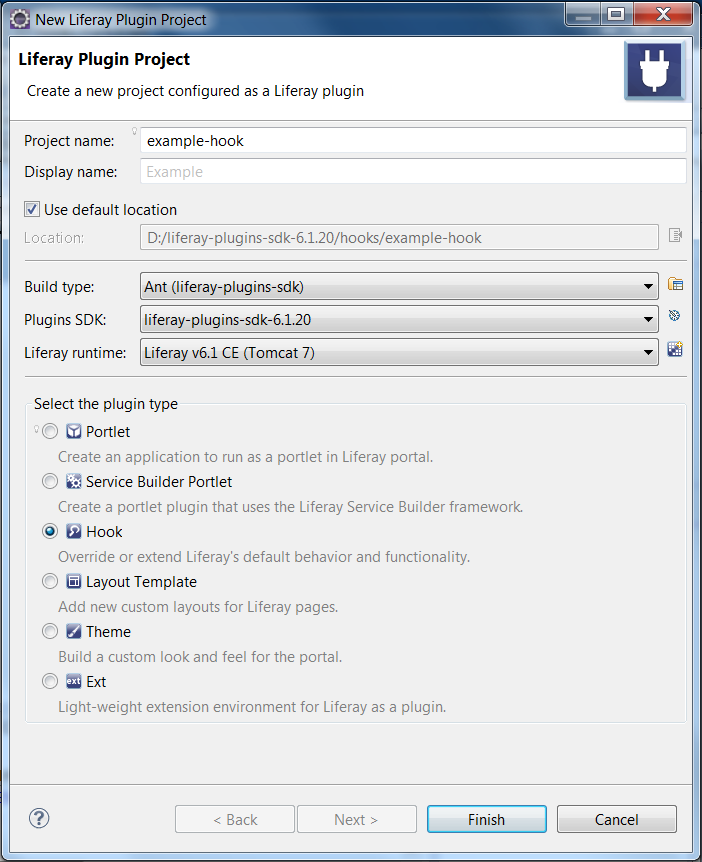 New Liferay Plugin Project
Liferay Plugin Project
Create a new project configured as a Liferay plugin
Project name: example-hook
Display name: Example
Use default location
Location: D:/liferay-plugins-sdk-6.1.20/hooks/example-hook
Build type: Ant (liferay-plugins-sdk)
Plugins SDK: liferay-plugins-sdk-6.1.20
Liferay runtime: Liferay v6.1 CE (Tomcat 7)
Select the plugin type
Portlet
Create an application to run as a portlet in Liferay portal.
Service Builder Portlet
Create a portlet plugin that uses the Liferay Service Builder framework.
Hook
Override or extend Liferay's default behavior and functionality.
Layout Template
Add new custom layouts for Liferay pages.
Theme
Build a custom look and feel for the portal.
ext Ext
Light-weight extension environment for Liferay as a plugin.
? < Back Next > Finish Cancel